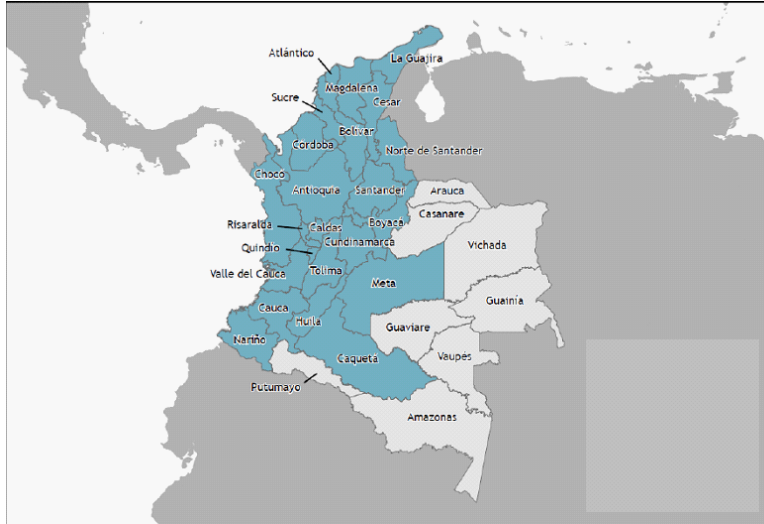 Atlántico
La Guajira
Magdalena
Sucre
Cesar
Bolívar
Córdoba
Norte de Santander
Choco
Antioquia
Santander
Arauca
Casanare
Risaralda
Caldas
Boyacá
Cundinamarca
Quindío
Vichada
Valle del Cauca
Tolima
Meta
Guainía
Cauca
Huila
Guaviare
Nariño
Caquetá
Vaupés
Putumayo
Amazonas